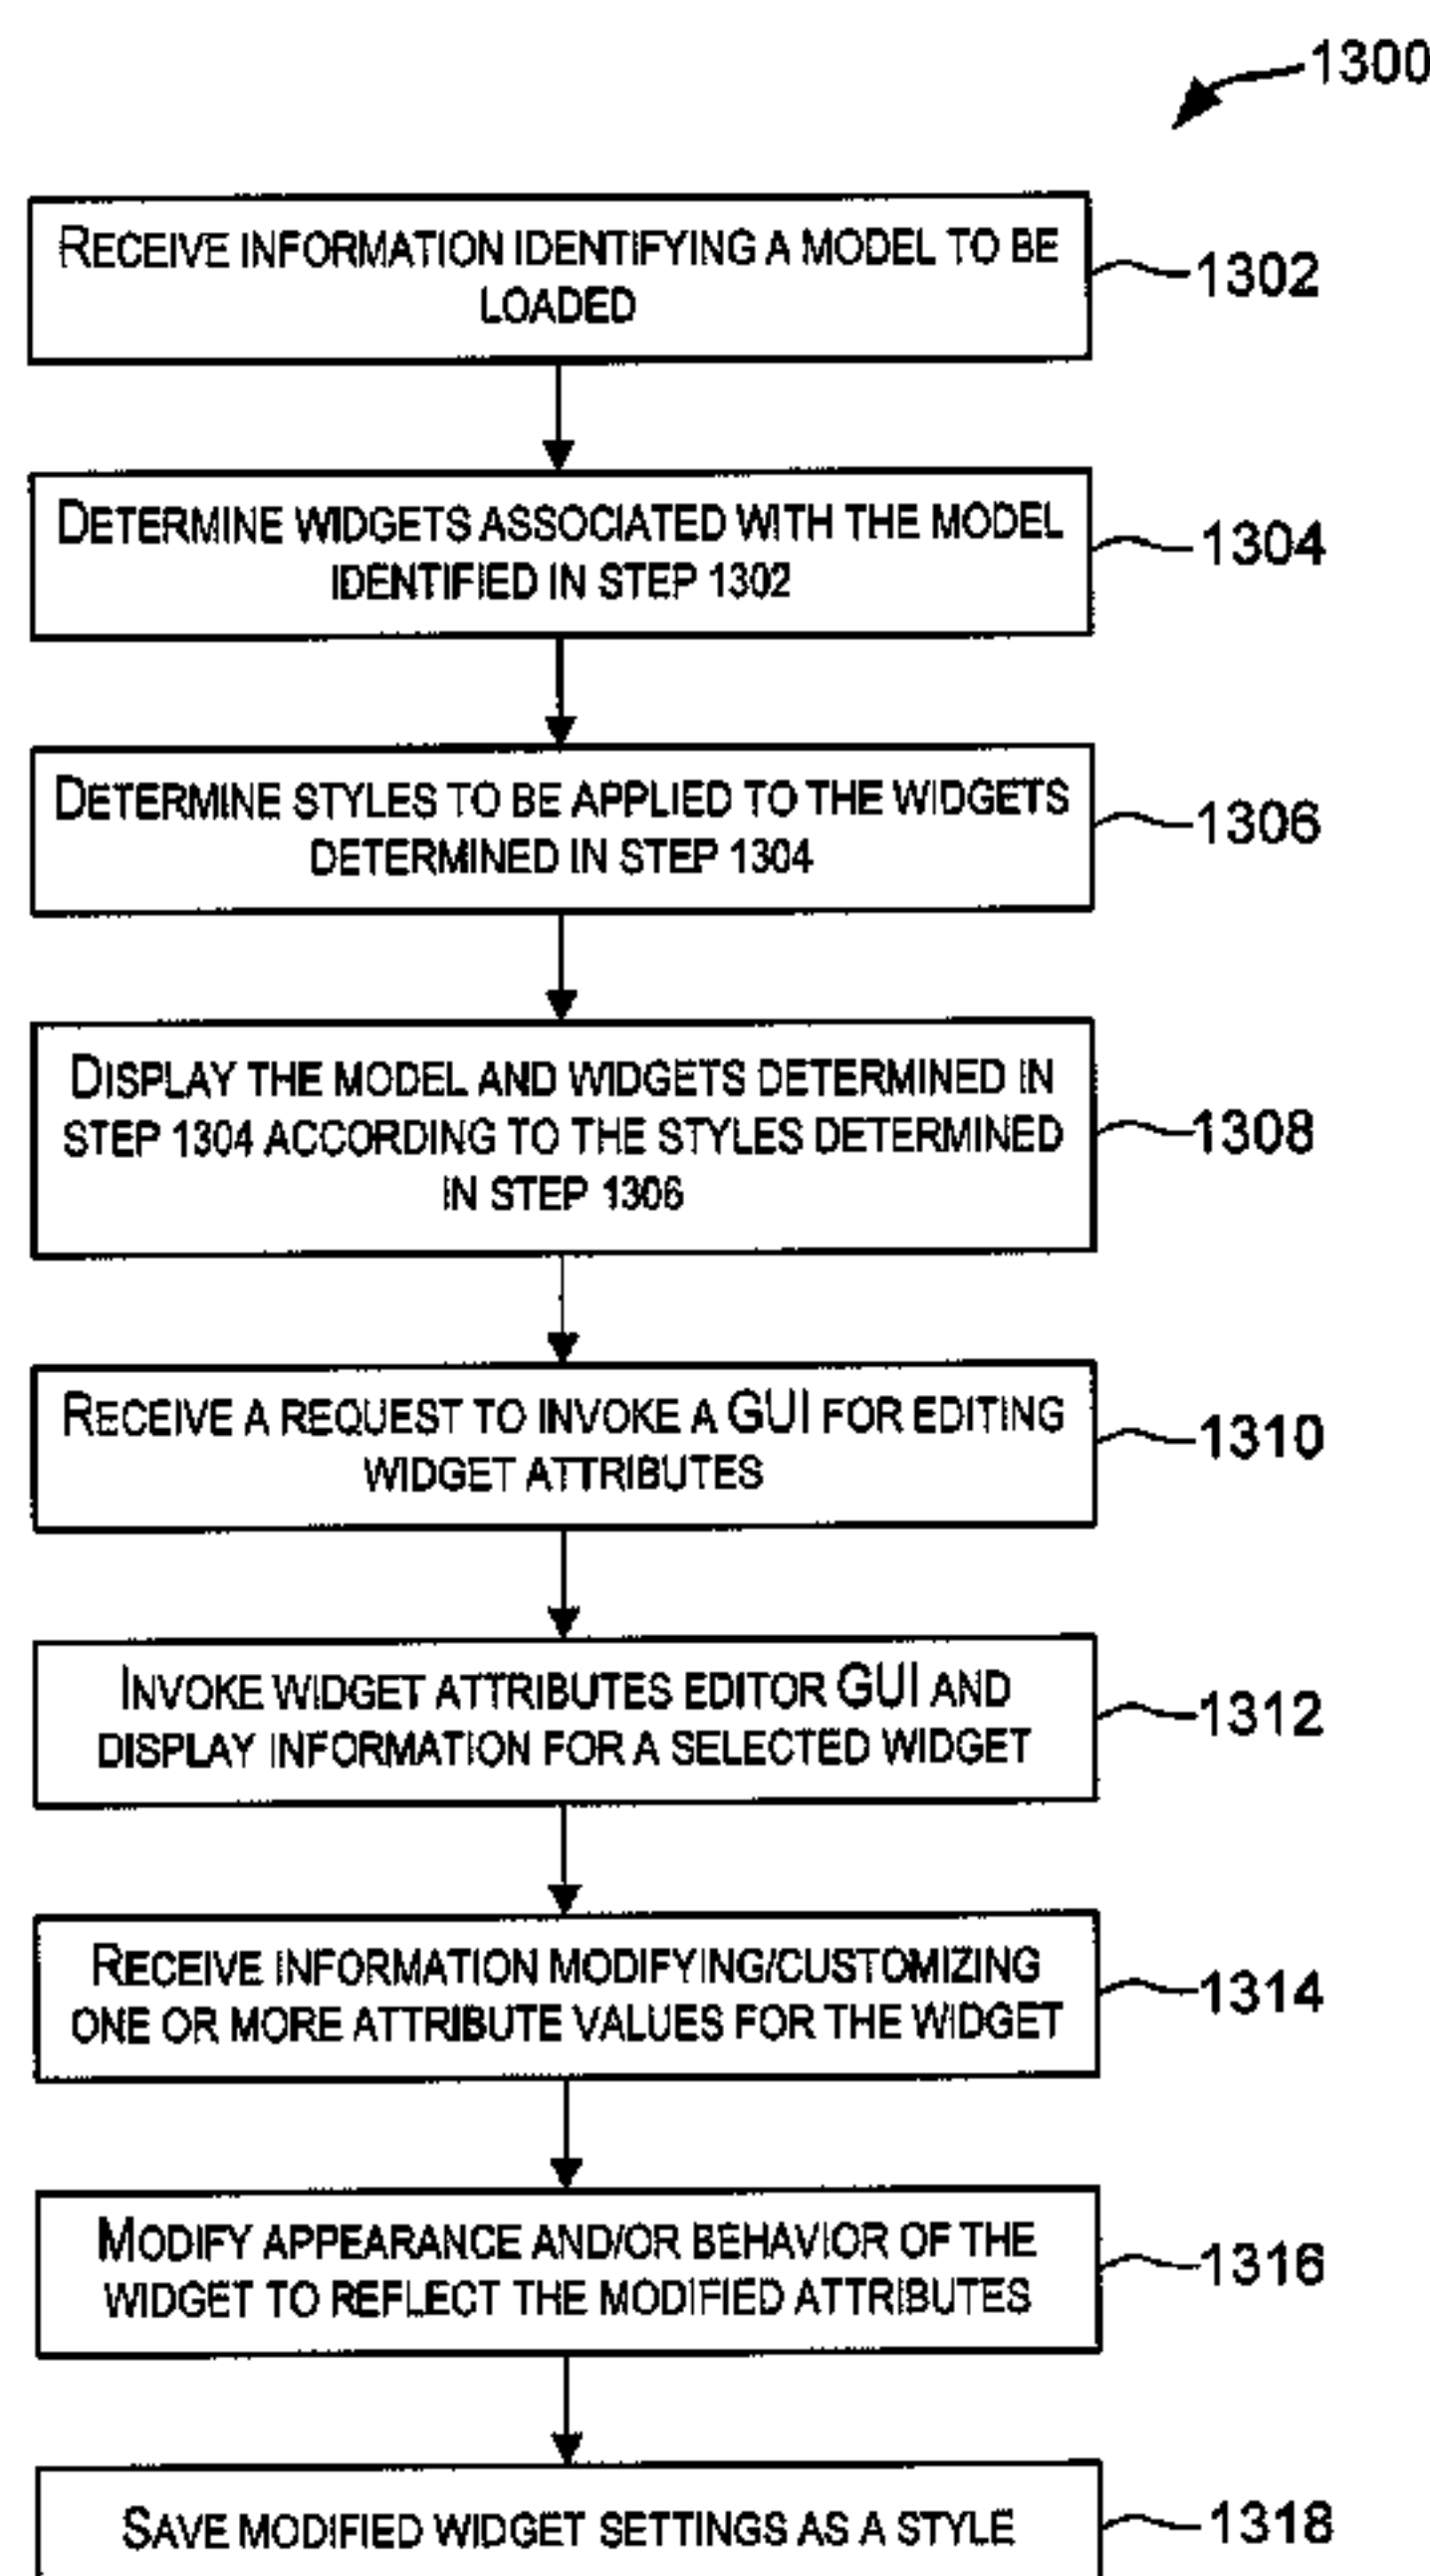 1300
RECEIVE INFORMATION IDENTIFYING A MODEL TO BE
LOADED
1302
DETERMINE WIDGETS ASSOCIATED WITH THE MODEL
IDENTIFIED IN STEP 1302
1304
DETERMINE STYLES TO BE APPLIED TO THE WIDGETS
DETERMINED IN STEP 1304
1306
DISPLAY THE MODEL AND WIDGETS DETERMINED IN
STEP 1304 ACCORDING TO THE STYLES DETERMINED
IN STEP 1306
1308
RECEIVE A REQUEST TO INVOKE A GUI FOR EDITING
WIDGET ATTRIBUTES
1310
INVOKE WIDGET ATTRIBUTES EDITOR GUI AND
DISPLAY INFORMATION FOR A SELECTED WIDGET
1312
RECEIVE INFORMATION MODIFYING/CUSTOMIZING
ONE OR MORE ATTRIBUTE VALUES FOR THE WIDGET
1314
MODIFY APPEARANCE AND/OR BEHAVIOR OF THE
WIDGET TO REFLECT THE MODIFIED ATTRIBUTES
1316
SAVE MODIFIED WIDGET SETTINGS AS A STYLE
1318